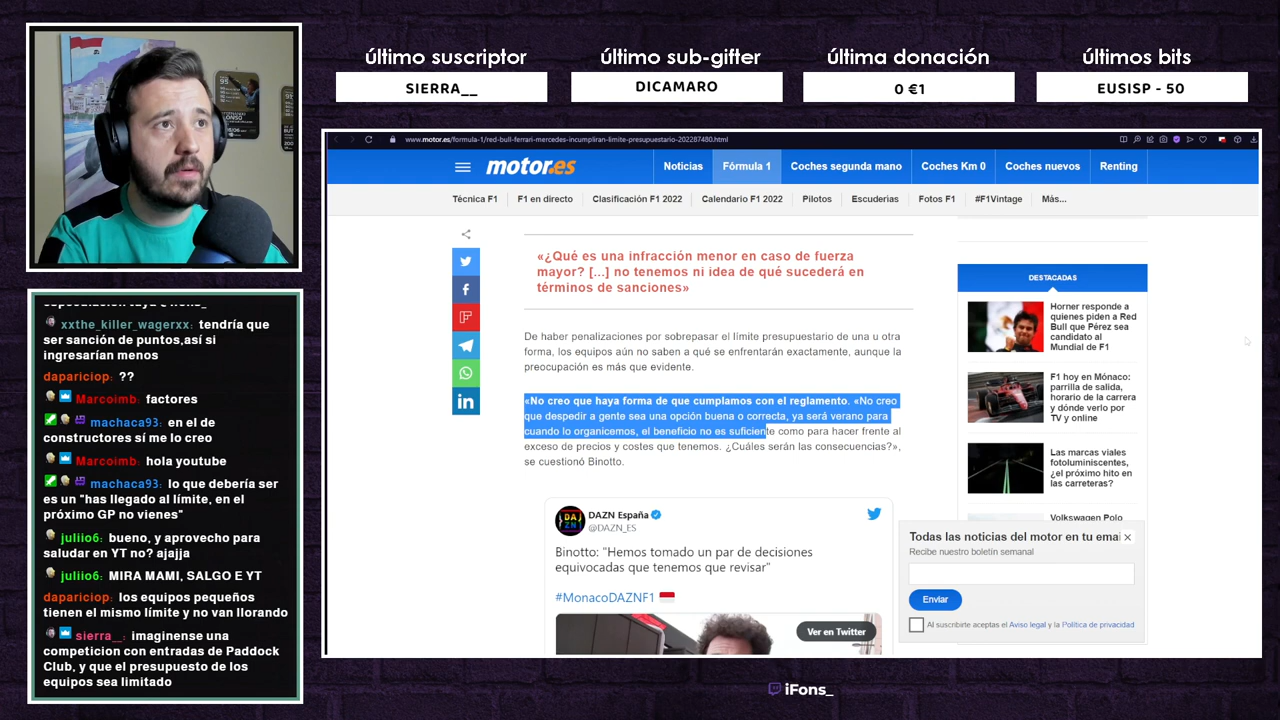 último suscriptor
SIERRA__
último sub-gifter
DICAMARO
última donación
0 €1
últimos bits
EUSISP - 50
www.motor.es/formula-1/red-bull-ferrari-mercedes-incumpliran-limite-presupuestario-202287480.html
motor.es
Noticias
Fórmula 1
Coches segunda mano
Coches Km 0
Coches nuevos
Renting
Técnica F1
F1 en directo
Clasificación F1 2022
Calendario F1 2022
Pilotos
Escuderias
Fotos F1
#F1Vintage
Más...
«¿Qué es una infracción menor en caso de fuerza
mayor? [...] no tenemos ni idea de qué sucederá en
términos de sanciones»
De haber penalizaciones por sobrepasar el límite presupuestario de una u otra
forma, los equipos aún no saben a qué se enfrentarán exactamente, aunque la
preocupación es más que evidente.
«No creo que haya forma de que cumplamos con el reglamento. «No creo
que despedir a gente sea una opción buena o correcta, ya será verano para
cuando lo organicemos, el beneficio no es suficiente como para hacer frente al
exceso de precios y costes que tenemos. ¿Cuáles serán las consecuencias?»,
se cuestionó Binotto.
DAZN España
@DAZN_ES
Binotto: "Hemos tomado un par de decisiones
equivocadas que tenemos que revisar"
#MonacoDAZNF1
Ver en Twitter
DESTACADAS
Horner responde a
quienes piden a Red
Bull que Pérez sea
candidato al
Mundial de F1
F1 hoy en Mónaco:
parrilla de salida,
horario de la carrera
y dónde verlo por
TV y online
Las marcas viales
fotoluminiscentes,
¿el próximo hito en
las carreteras?
Volkswagen Polo
Todas las noticias del motor en tu emai
Recibe nuestro boletín semanal
Enviar
Al suscribirte aceptas el Aviso legal y la Política de privacidad
xxthe_killer_wagerxx: tendría que
ser sanción de puntos,así si
ingresarían menos
dapariciop: ??
Marcoimb: factores
machaca93: en el de
constructores sí me lo creo
Marcoimb: hola youtube
machaca93: lo que debería ser
es un "has llegado al límite, en el
próximo GP no vienes"
juliio6: bueno, y aprovecho para
saludar en YT no? ajajja
juliio6: MIRA MAMI, SALGO E YT
dapariciop: los equipos pequeños
tienen el mismo límite y no van llorando
sierra__: imaginense una
competicion con entradas de Paddock
Club, y que el presupuesto de los
equipos sea limitado
iFons_